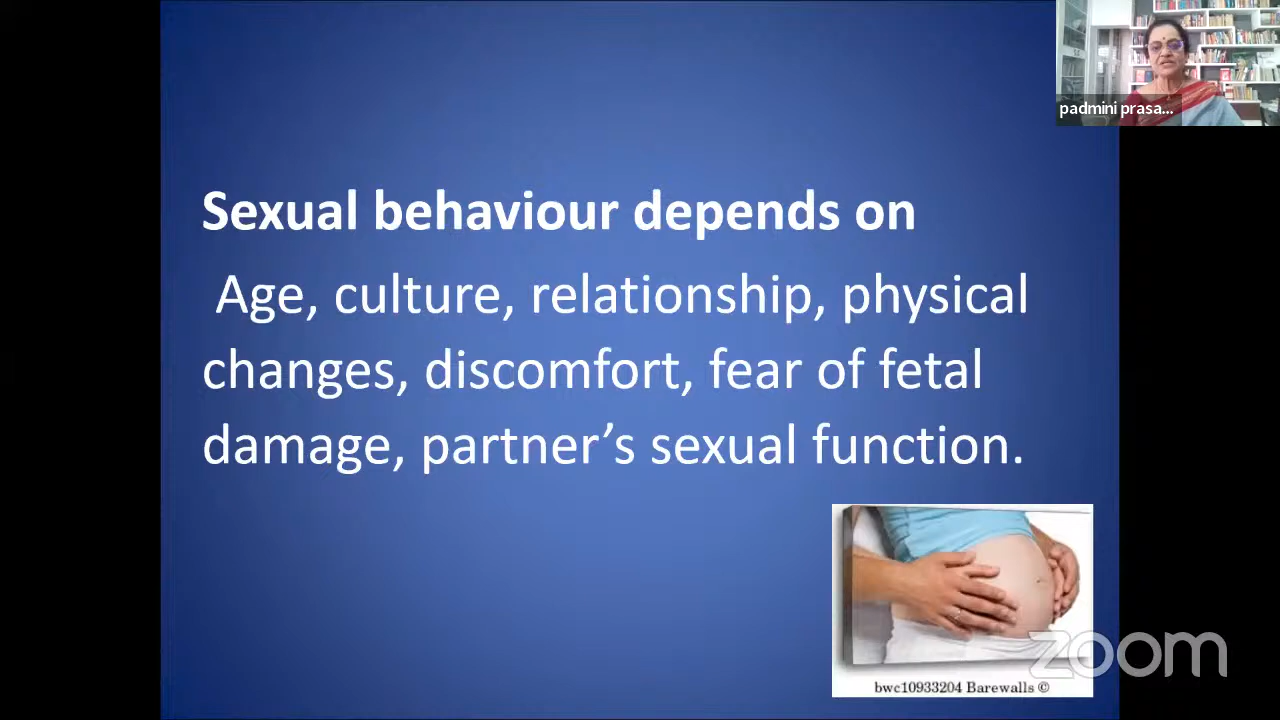 padmini prasa...
Sexual behaviour depends on
Age, culture, relationship, physical
changes, discomfort, fear of fetal
damage, partner's sexual function.
zoom
bwc10933204 Barewalls ©